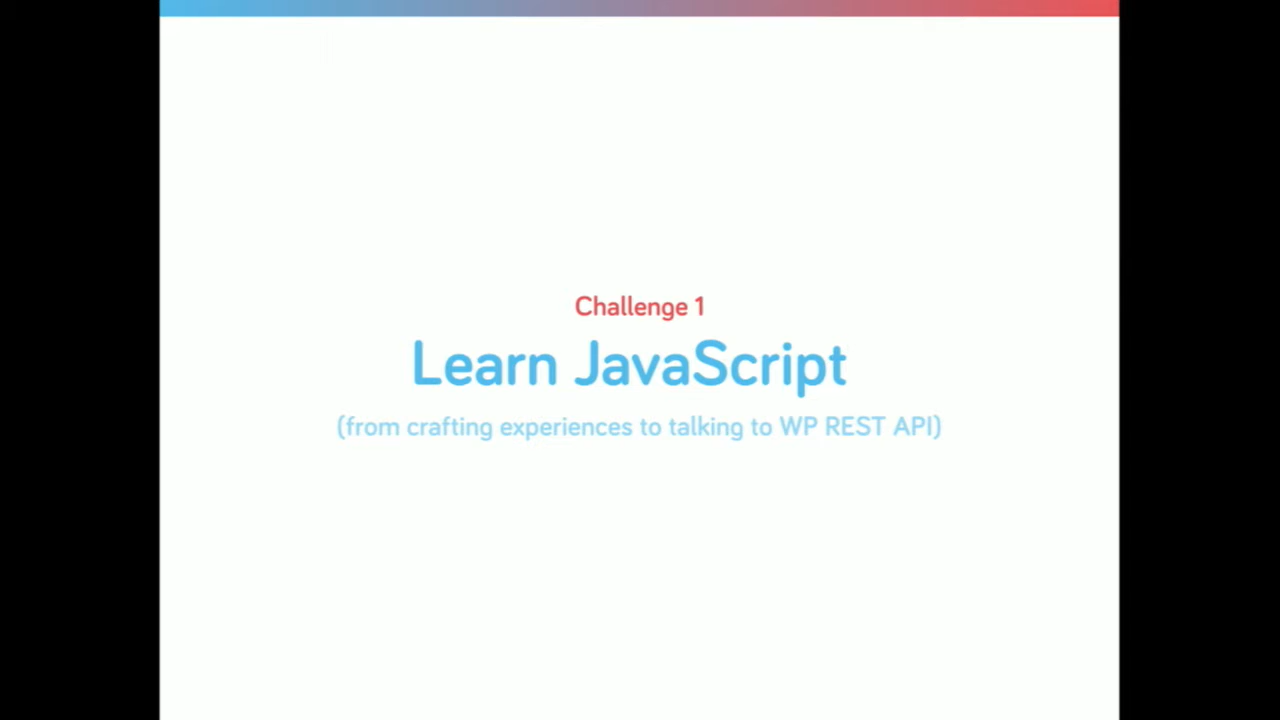 Challenge 1
Learn JavaScript
(from crafting experiences to talking to WP REST API)